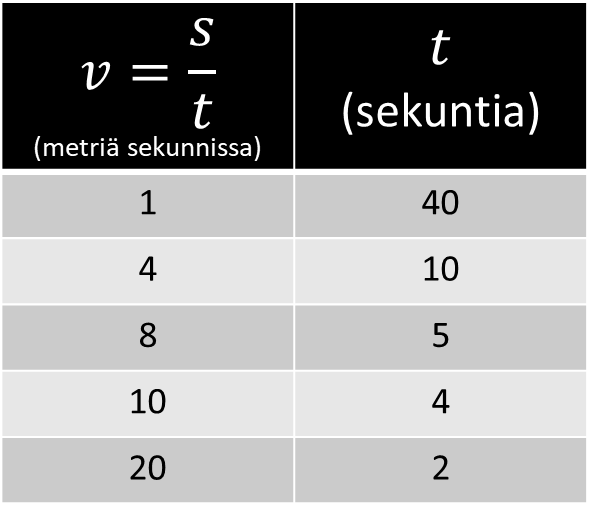 v = s/t
(metriä sekunnissa)
t
(sekuntia)
1 40
4 10
8 5
10 4
20 2